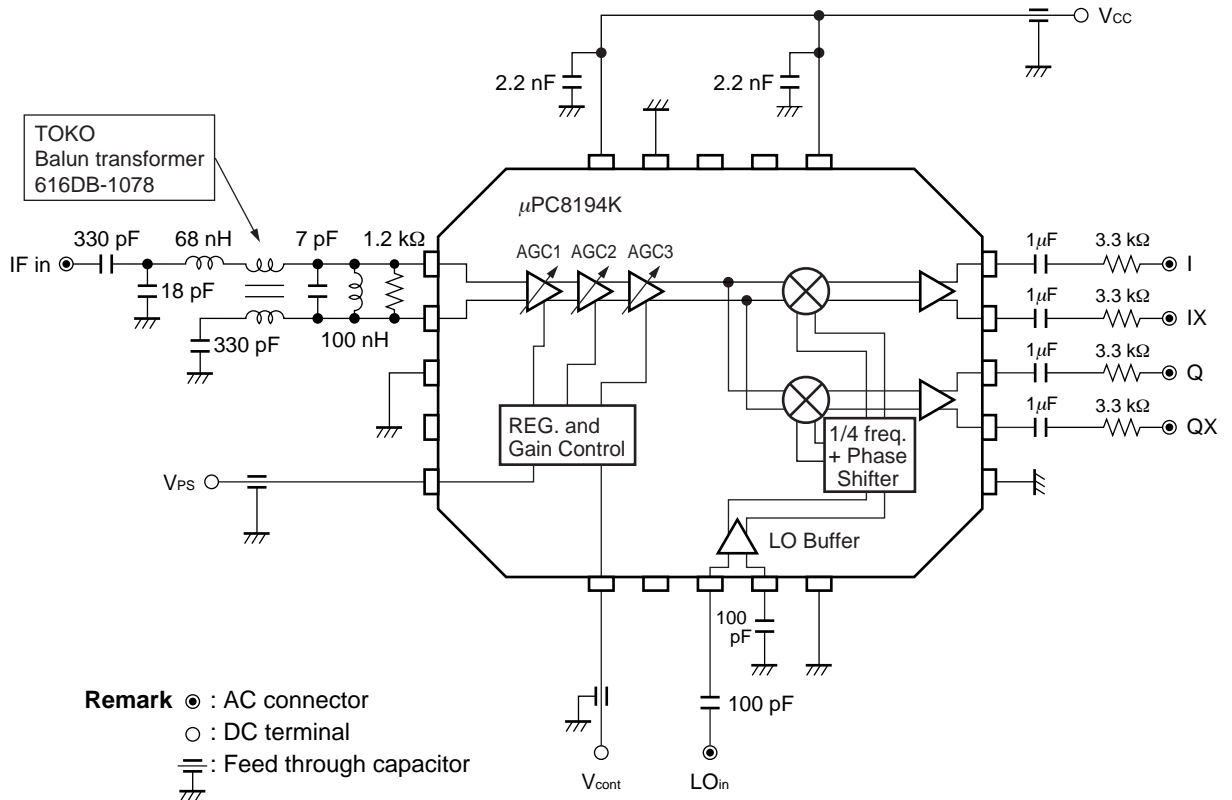 VCC
2.2 nF
2.2 nF
TOKO
Balun transformer
616DB-1078
µPC8194K
330 pF
68 nH
7 pF
1.2 kΩ
AGC1
AGC2
AGC3
1µF
3.3 kΩ
I
IF in
18 pF
1µF
3.3 kΩ
IX
330 pF
100 nH
1µF
3.3 kΩ
Q
REG. and
Gain Control
1/4 freq.
+ Phase
Shifter
1µF
3.3 kΩ
QX
VPS
LO Buffer
100
pF
100 pF
Remark : AC connector
: DC terminal
: Feed through capacitor
Vcont
LOin